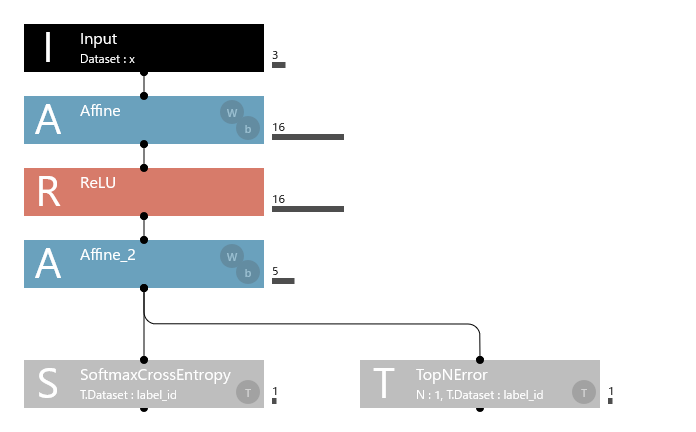 I
Input
Dataset : x
3
A
Affine
W
b
16
R
ReLU
16
A
Affine_2
W
b
5
S
SoftmaxCrossEntropy
T.Dataset : label_id
T
1
T
TopNError
N : 1, T.Dataset : label_id
T
1